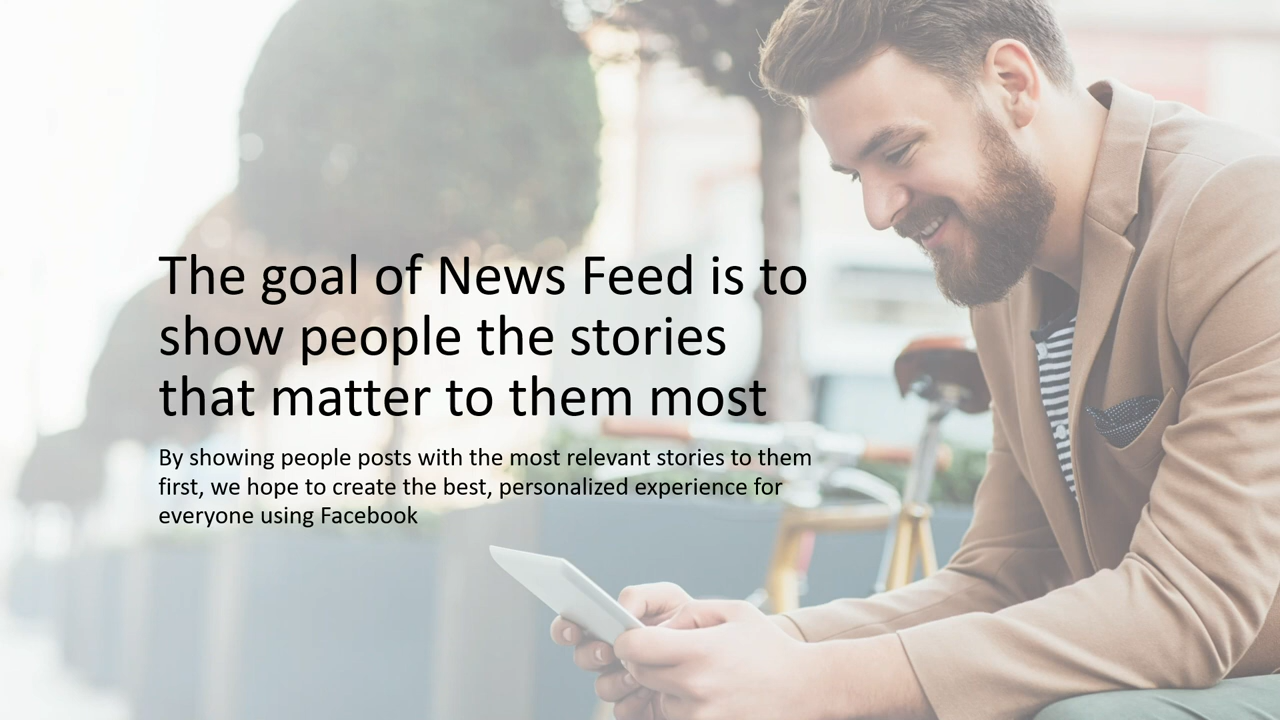 The goal of News Feed is to
show people the stories
that matter to them most
By showing people posts with the most relevant stories to them
first, we hope to create the best, personalized experience for
everyone using Facebook